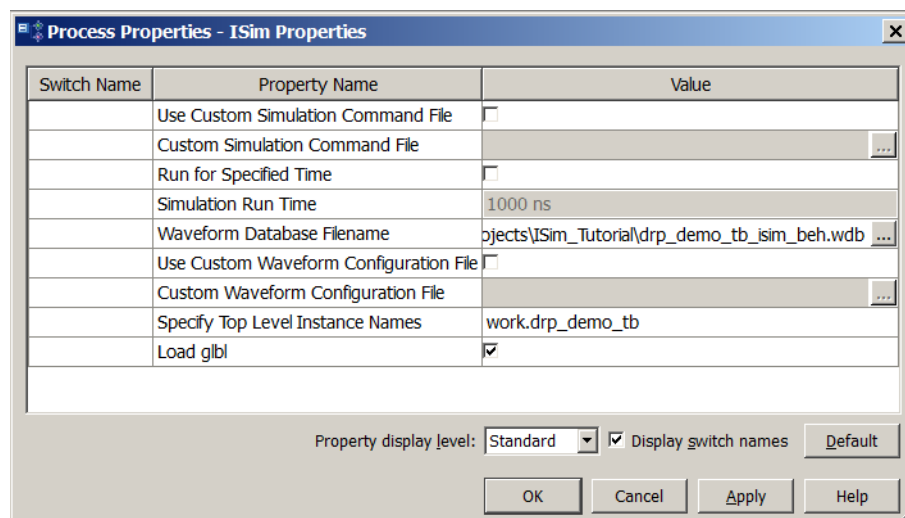 Process Properties - ISim Properties
Switch Name Property Name Value
Use Custom Simulation Command File
Custom Simulation Command File ...
Run for Specified Time
Simulation Run Time 1000 ns
Waveform Database Filename ojects\ISim_Tutorial\drp_demo_tb_isim_beh.wdb ...
Use Custom Waveform Configuration File
Custom Waveform Configuration File ...
Specify Top Level Instance Names work.drp_demo_tb
Load glbl
Property display level: Standard Display switch names Default
OK Cancel Apply Help